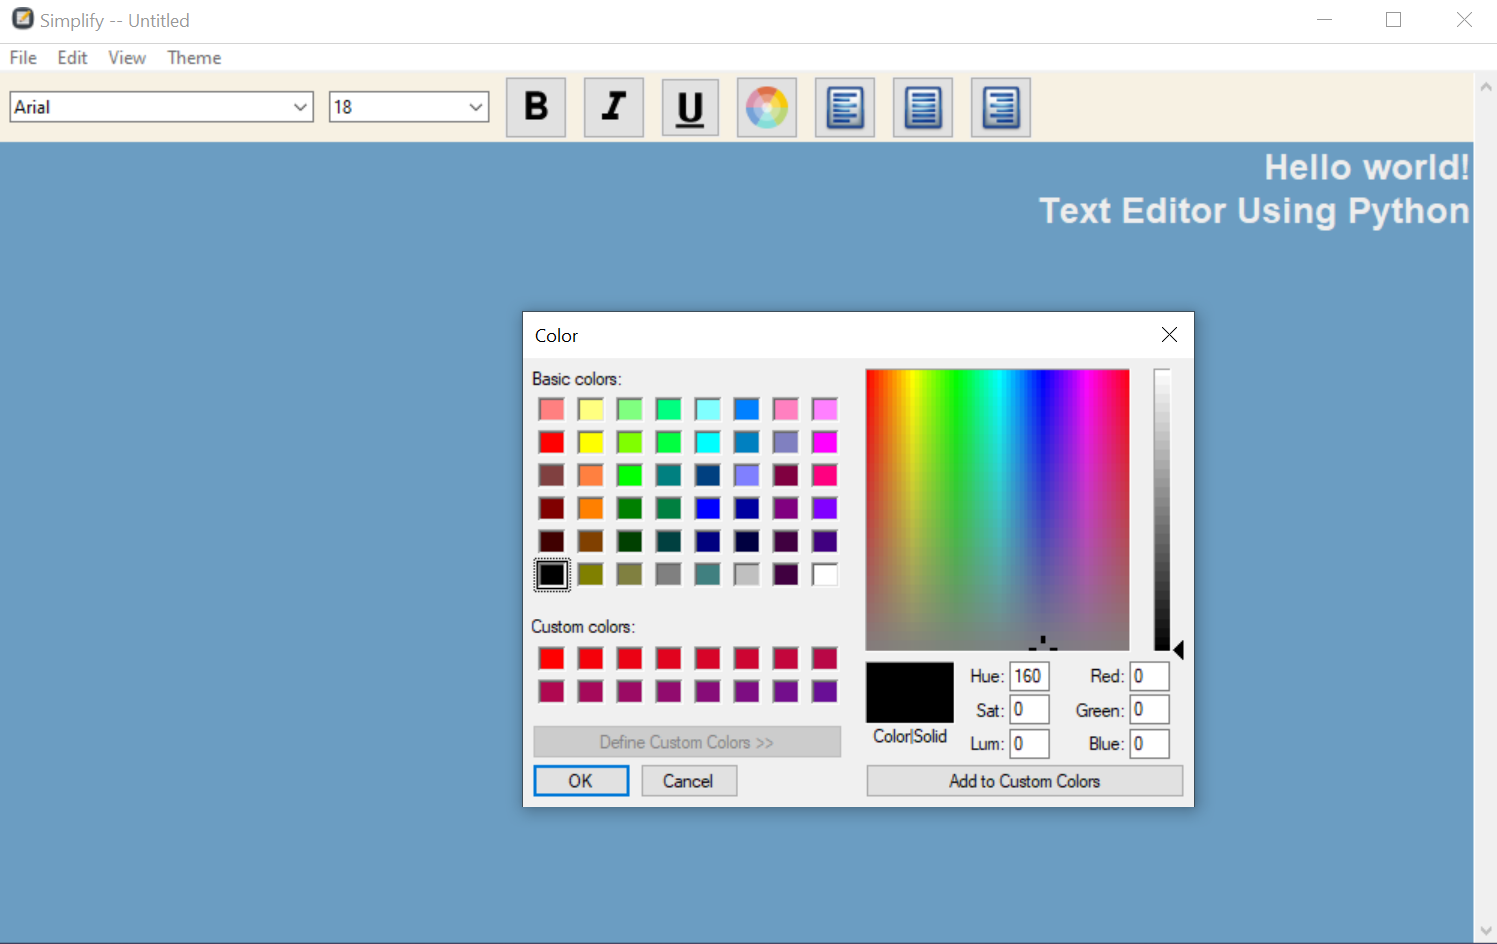 Simplify -- Untitled
File Edit View Theme
Arial 18 B I U
Hello world!
Text Editor Using Python
Color
Basic colors:
Custom colors:
Define Custom Colors >>
OK Cancel
Hue: 160 Red: 0
Sat: 0 Green: 0
Color|Solid
Lum: 0 Blue: 0
Add to Custom Colors